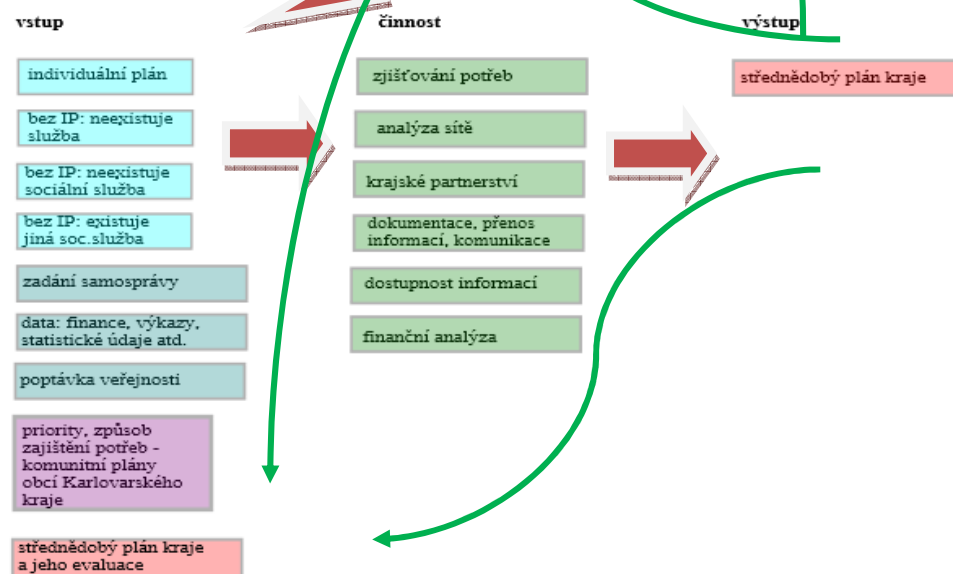 vstup
činnost
výstup
individuální plán
bez IP: neexistuje
služba
bez IP: neexistuje
sociální služba
bez IP: existuje
jiná soc.služba
zadání samosprávy
data: finance, výkazy,
statistické údaje atd.
poptávka veřejnosti
priority, způsob
zajištění potřeb -
komunitní plány
obcí Karlovarského
kraje
střednědobý plán kraje
a jeho evaluace
zjišťování potřeb
analýza sítě
krajské partnerství
dokumentace, přenos
informací, komunikace
dostupnost informací
finanční analýza
střednědobý plán kraje